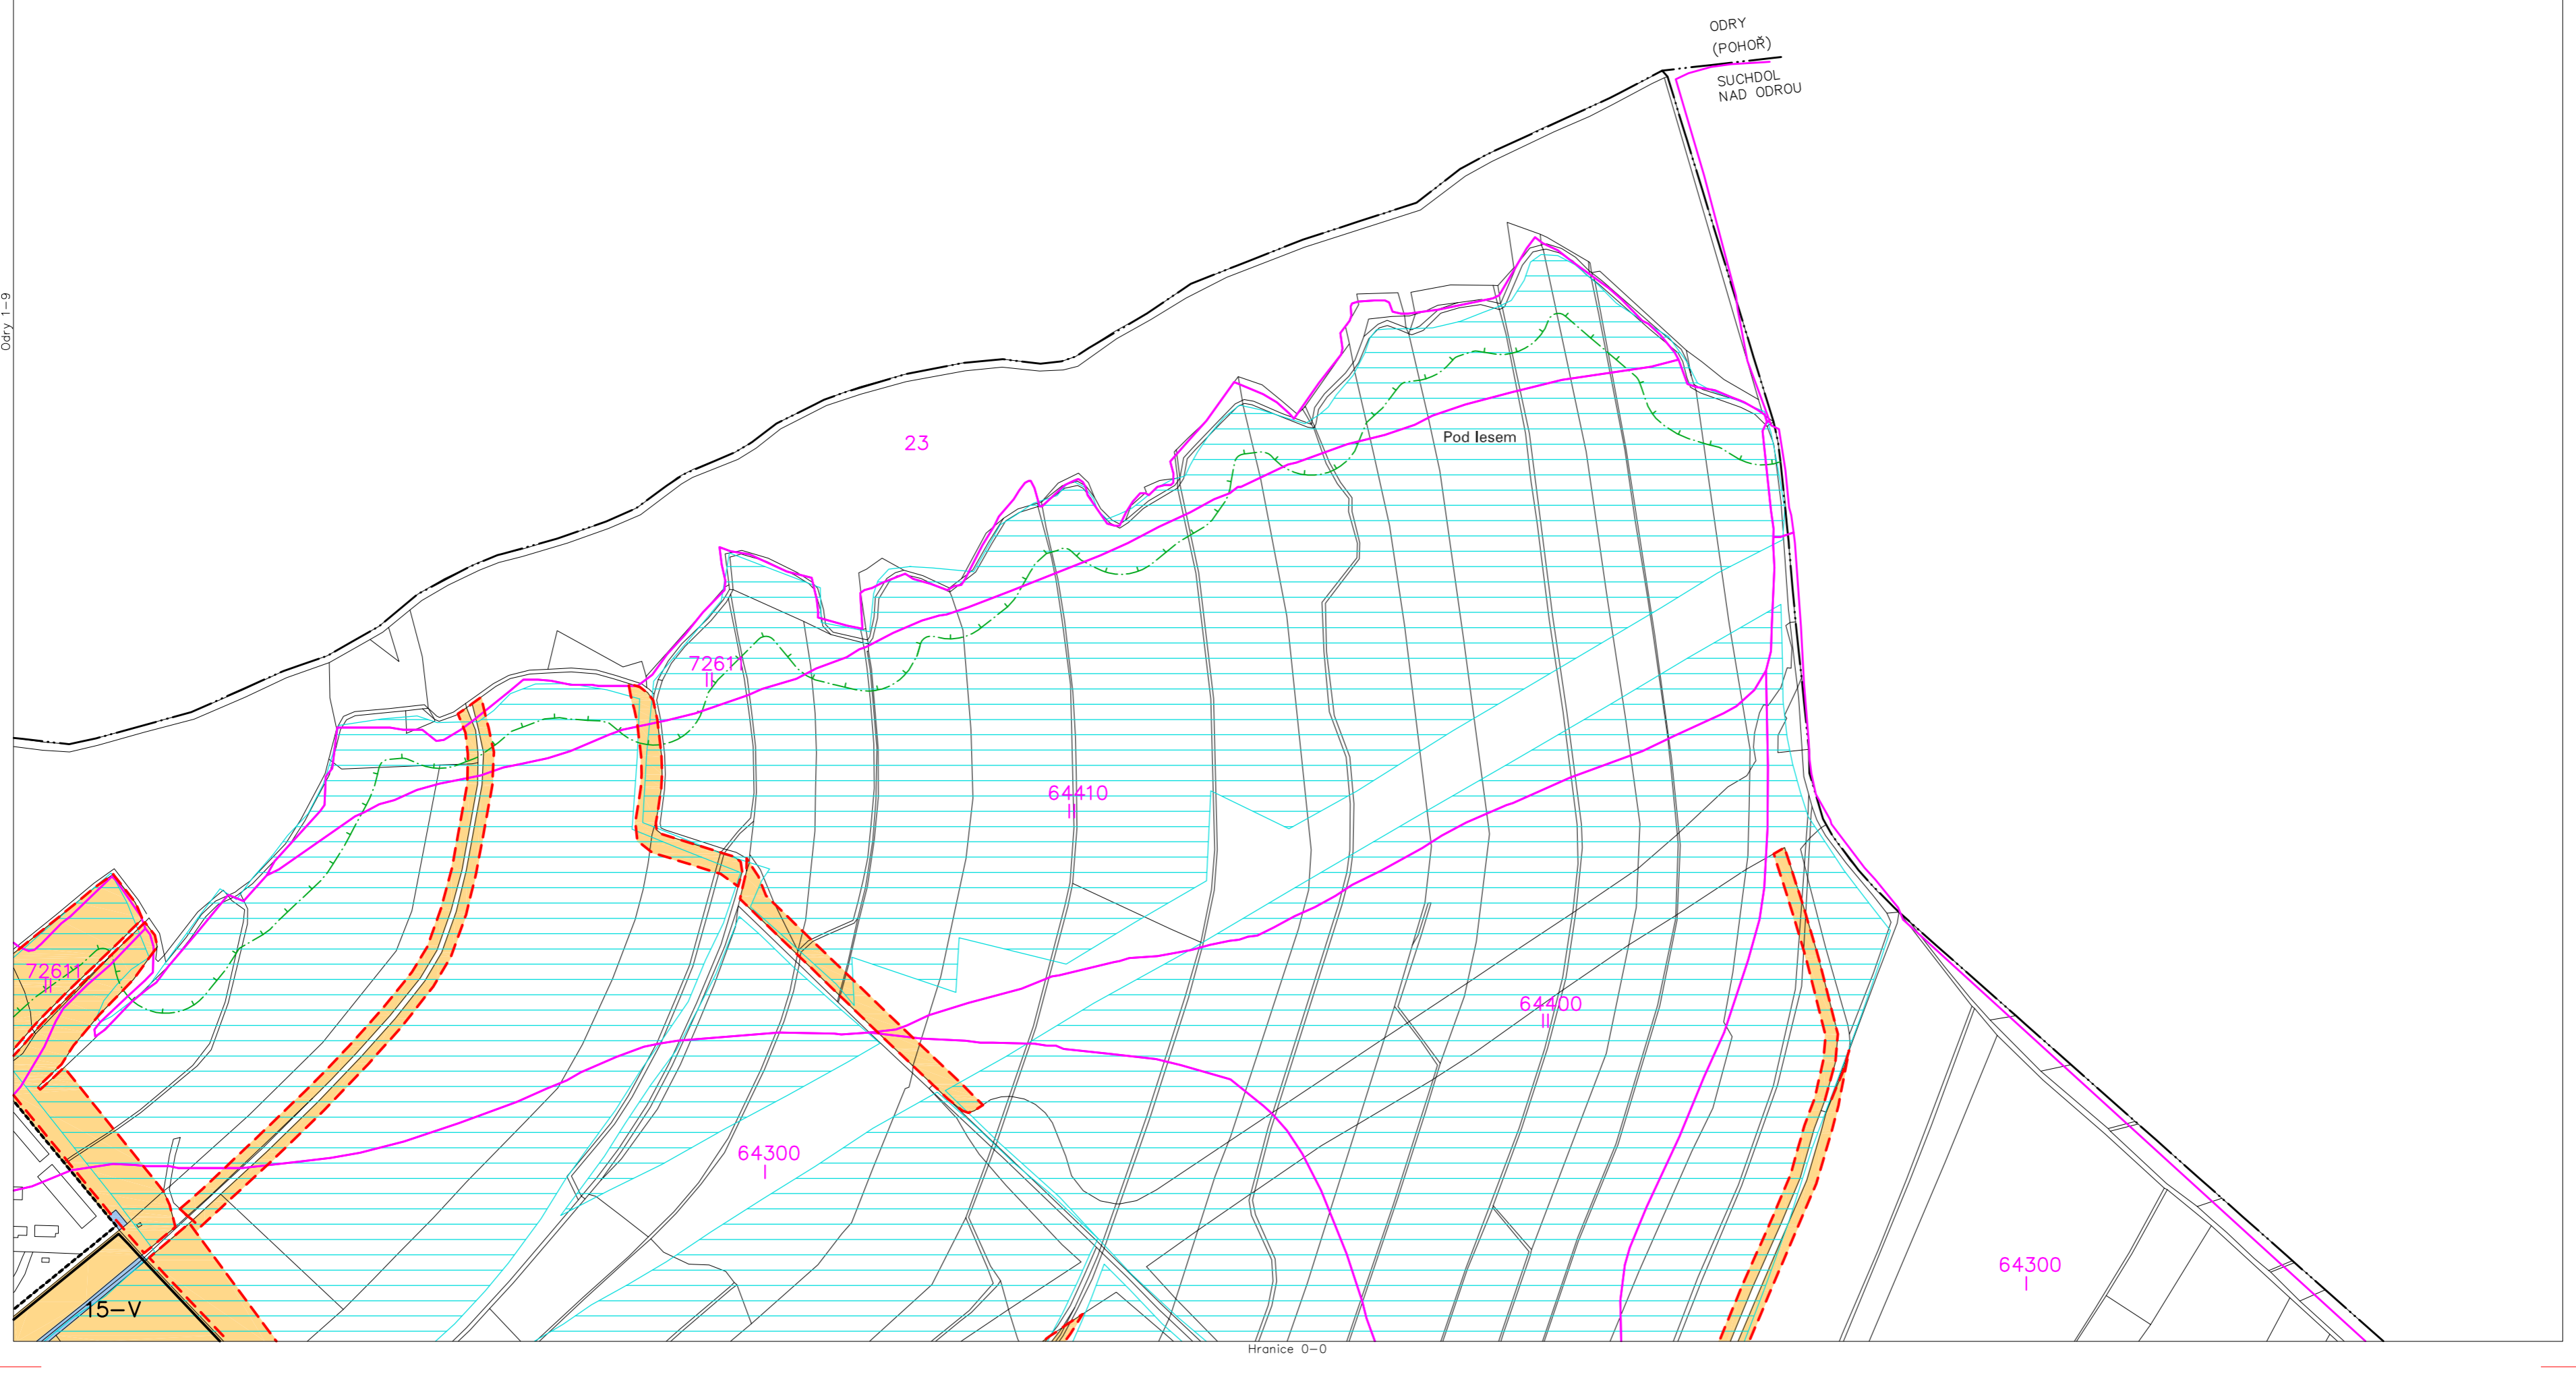 ODRY
(POHOŘ)
SUCHDOL
NAD ODROU
Odry 1-9
23
Pod lesem
72611
II
64410
II
72611
II
64400
II
64300
I
64300
I
15-V
Hranice 0-0